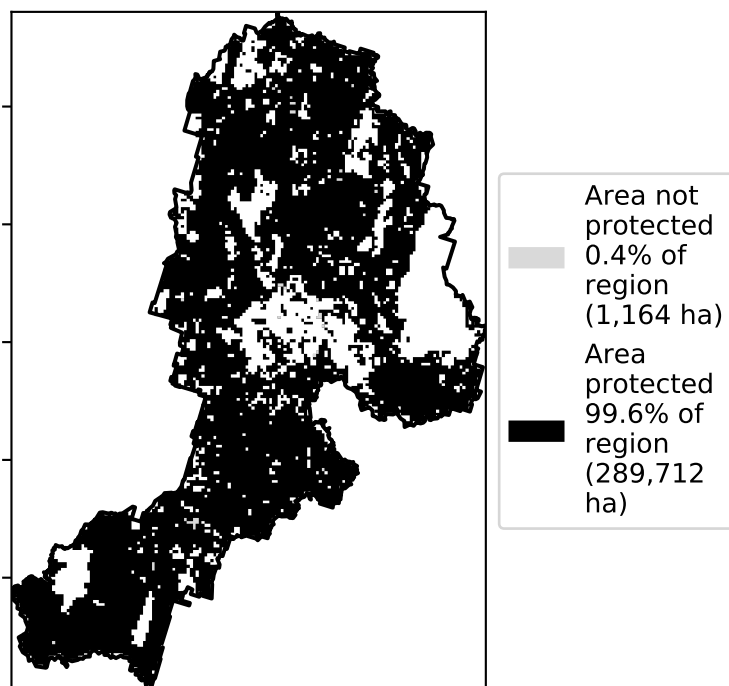 Area not
protected
0.4% of
region
(1,164 ha)
Area
protected
99.6% of
region
(289,712
ha)